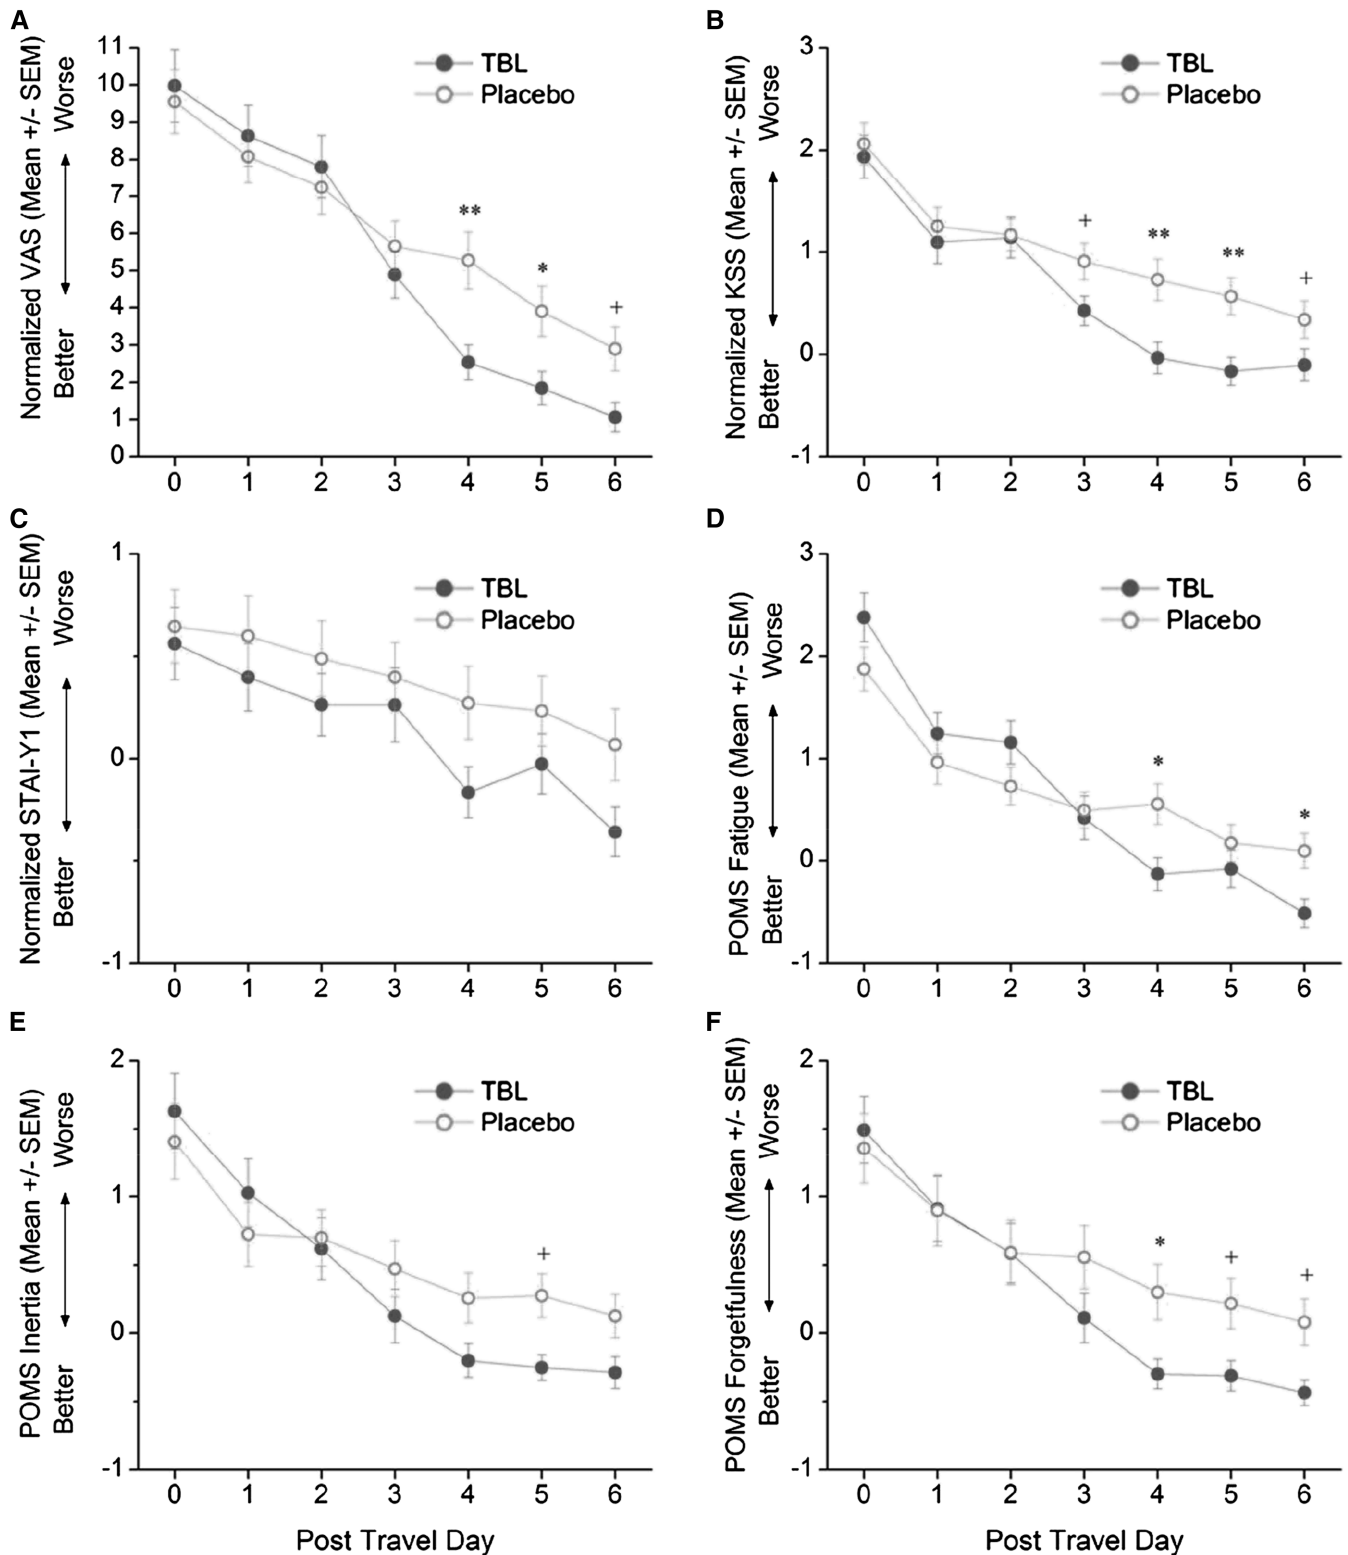 A
Normalized VAS (Mean +/- SEM)
Better
Worse
11
10
9
8
7
6
5
4
3
2
1
0
TBL
Placebo
**
*
+
0 1 2 3 4 5 6
B
Normalized KSS (Mean +/- SEM)
Better
Worse
3
2
1
0
-1
TBL
Placebo
+
**
**
+
0 1 2 3 4 5 6
C
Normalized STAI-Y1 (Mean +/- SEM)
Better
Worse
1
0
-1
TBL
Placebo
0 1 2 3 4 5 6
D
POMS Fatigue (Mean +/- SEM)
Better
Worse
3
2
1
0
-1
TBL
Placebo
*
*
0 1 2 3 4 5 6
E
POMS Inertia (Mean +/- SEM)
Better
Worse
2
1
0
-1
TBL
Placebo
+
0 1 2 3 4 5 6
Post Travel Day
F
POMS Forgetfulness (Mean +/- SEM)
Better
Worse
2
1
0
-1
TBL
Placebo
*
+
+
0 1 2 3 4 5 6
Post Travel Day